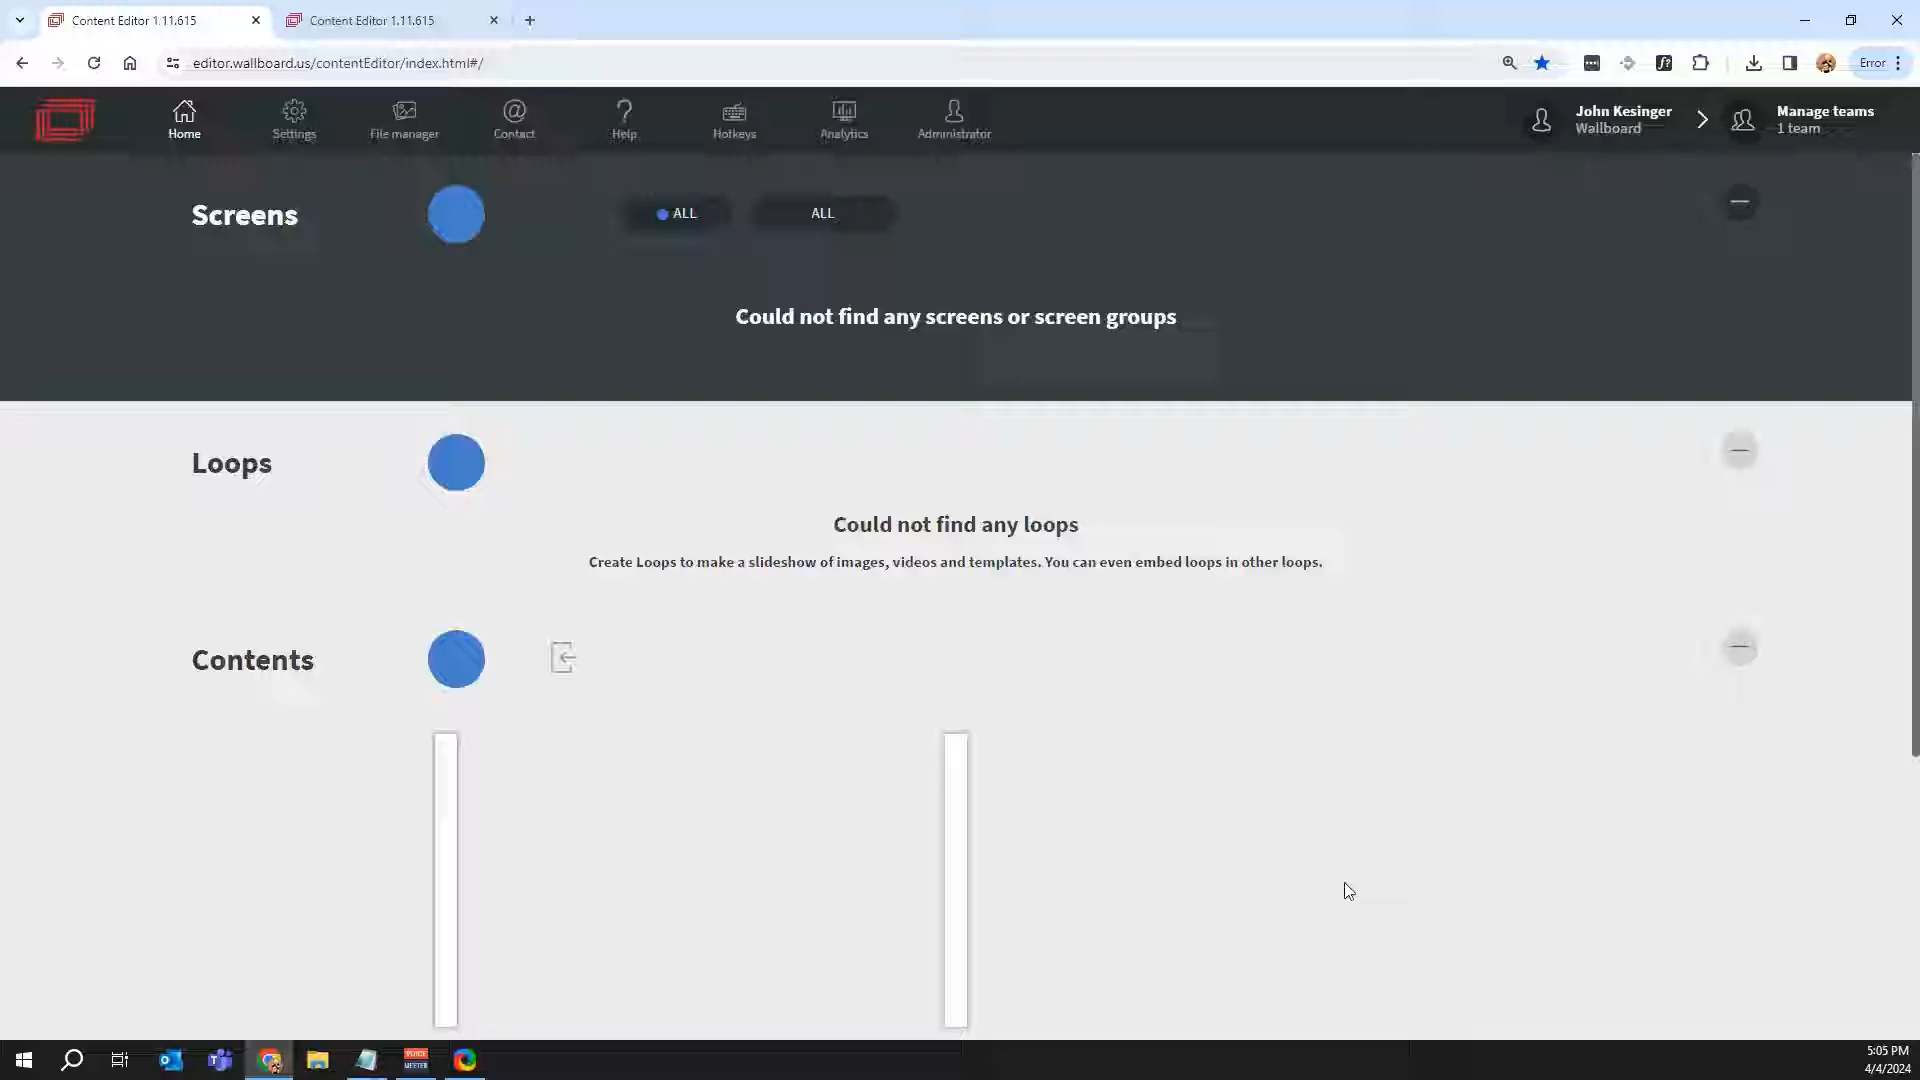 Content Editor 1.11.615
Content Editor 1.11.615
editor.wallboard.us/contentEditor/index.html#/
Error
Home
Settings
File manager
Contact
Help
Hotkeys
Analytics
Administrator
John Kesinger
Wallboard
Manage teams
1 team
Screens
ALL
ALL
Could not find any screens or screen groups
Loops
Could not find any loops
Create Loops to make a slideshow of images, videos and templates. You can even embed loops in other loops.
Contents
VOICE
MEETER
5:05 PM
4/4/2024